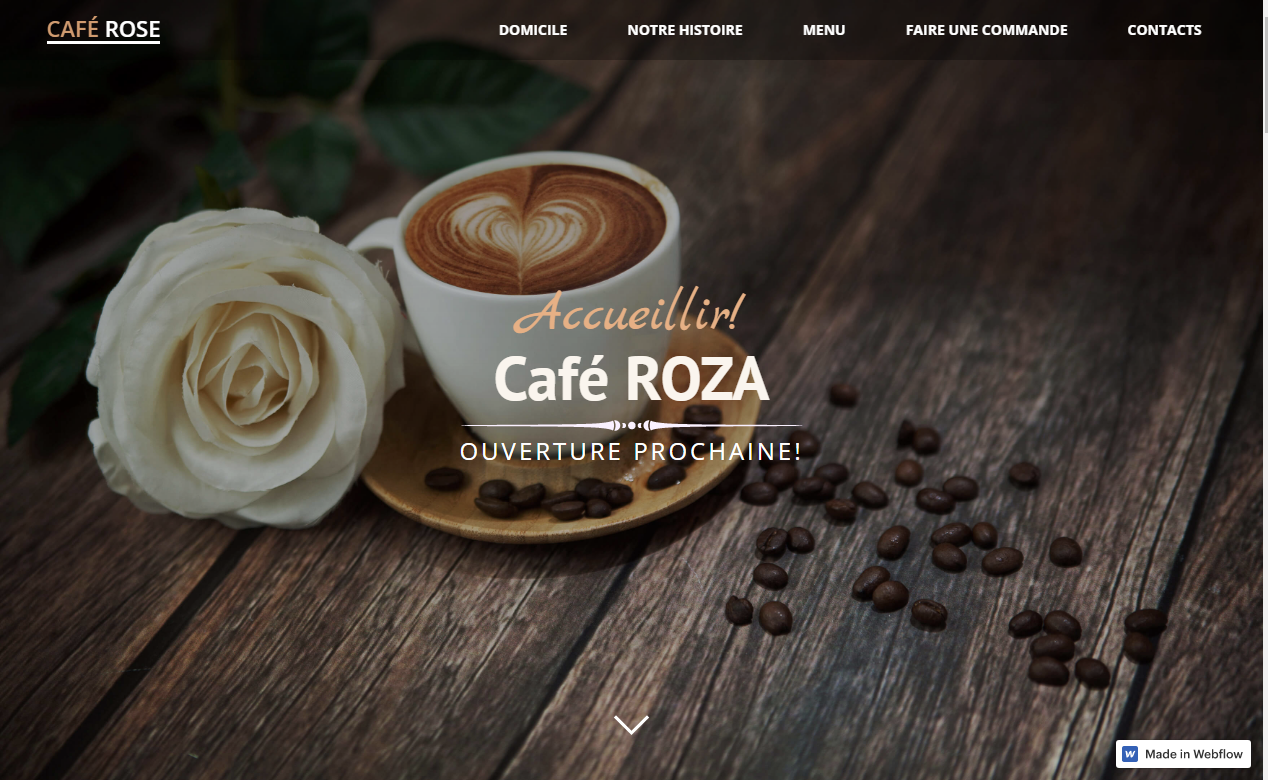 CAFÉ ROSE
DOMICILE
NOTRE HISTOIRE
MENU
FAIRE UNE COMMANDE
CONTACTS
Accueillir!
Café ROZA
OUVERTURE PROCHAINE!
W Made in Webflow